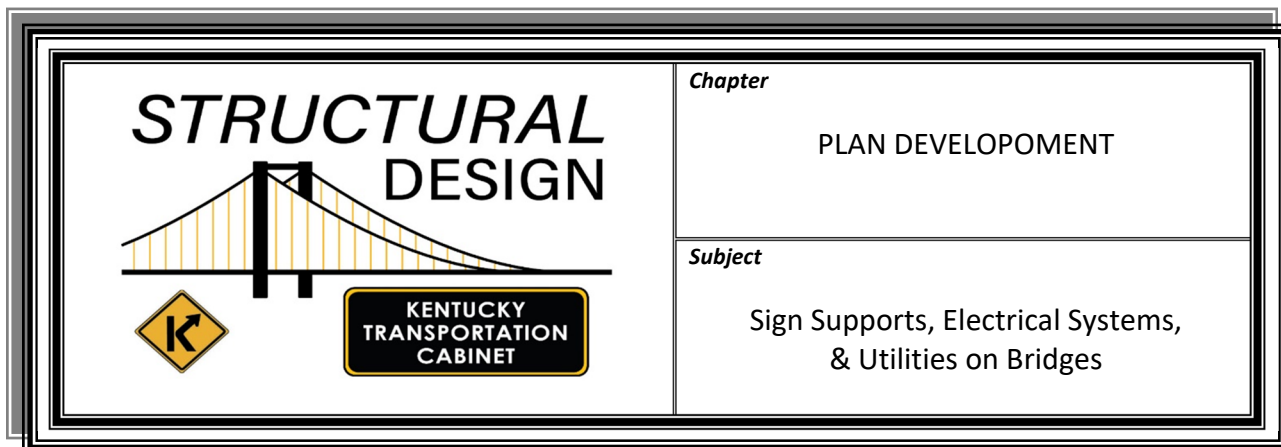 STRUCTURAL
DESIGN
KENTUCKY
TRANSPORTATION
CABINET
Chapter
PLAN DEVELOPOMENT
Subject
Sign Supports, Electrical Systems,
& Utilities on Bridges